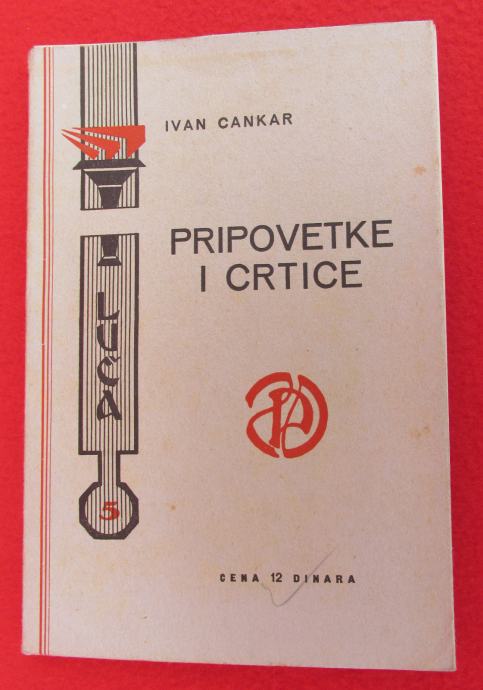 IVAN CANKAR
PRIPOVETKE
I CRTICE
LUČA
5
CENA 12 DINARA